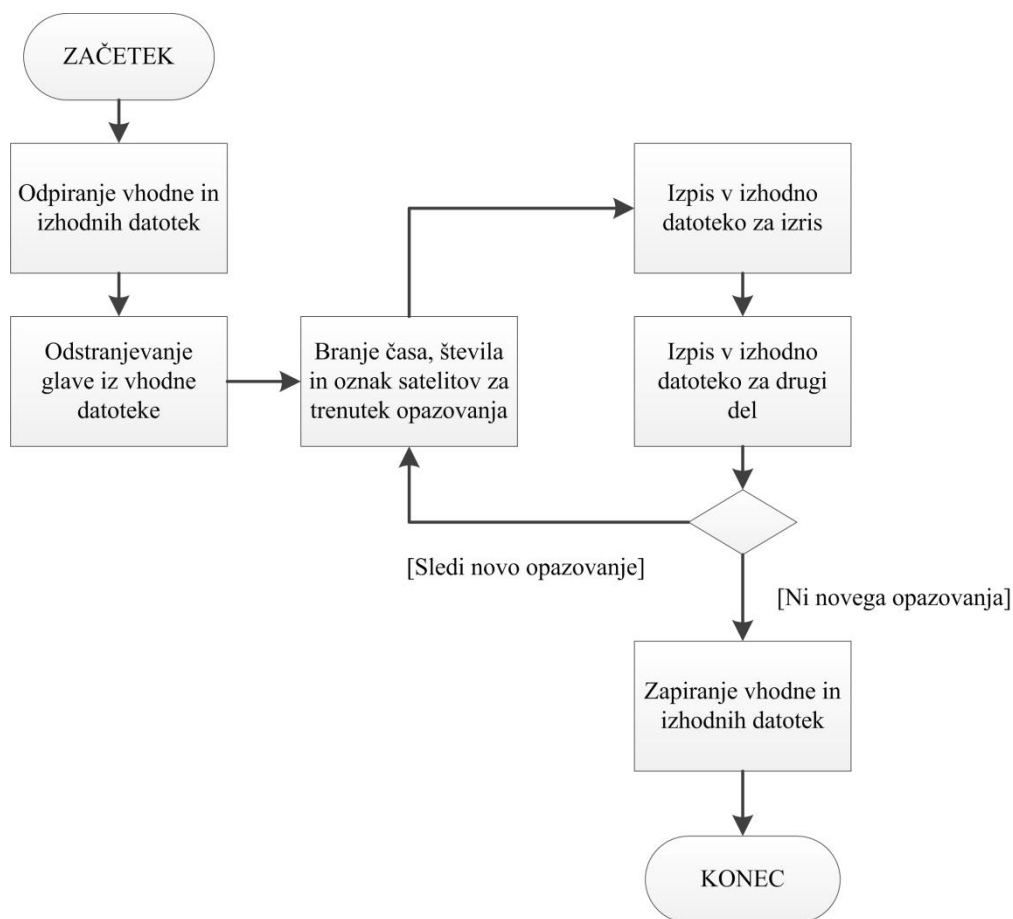 ZAČETEK
Odpiranje vhodne in
izhodnih datotek
Odstranjevanje
glave iz vhodne
datoteke
Branje časa, števila
in oznak satelitov za
trenutek opazovanja
Izpis v izhodno
datoteko za izris
Izpis v izhodno
datoteko za drugi
del
[Sledi novo opazovanje]
[Ni novega opazovanja]
Zapiranje vhodne in
izhodnih datotek
KONEC